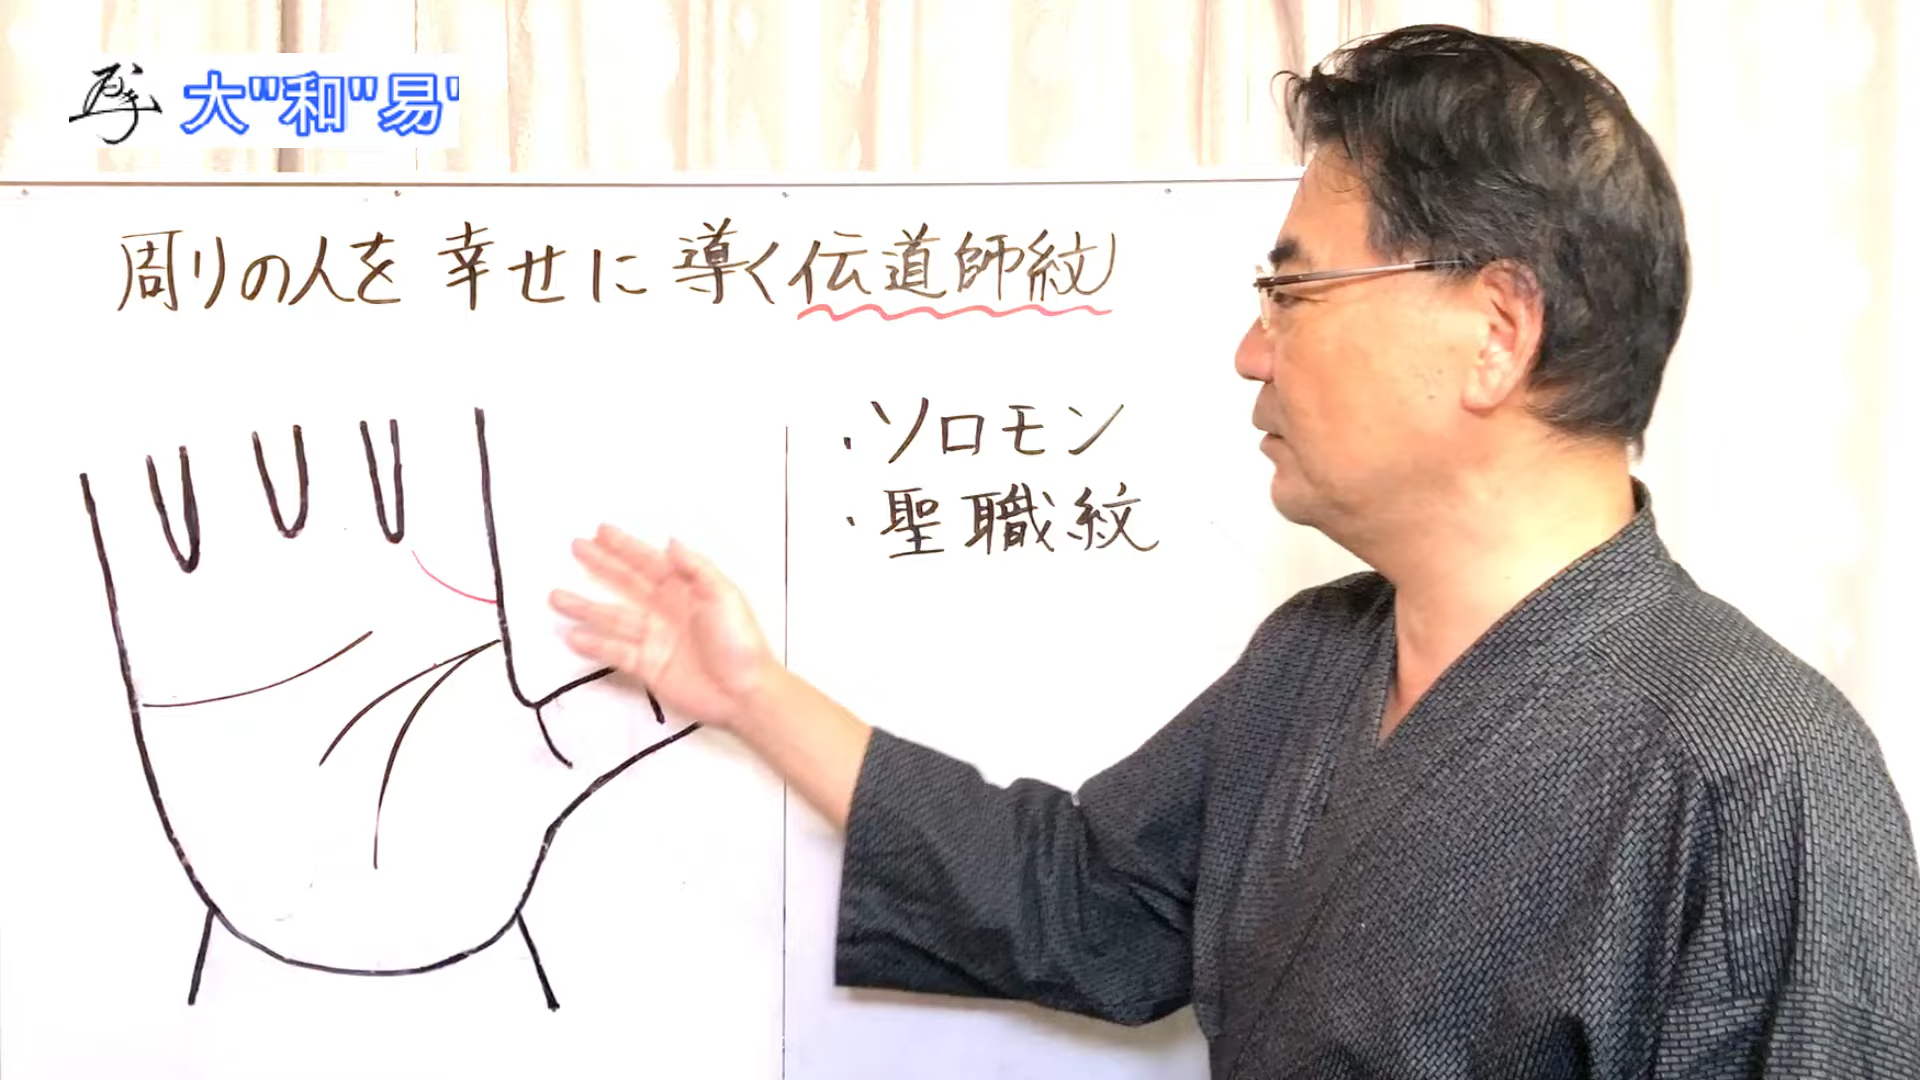 大"和"易"
周りの人を 幸せに 導く伝道師紋
・ソロモン
・聖職紋